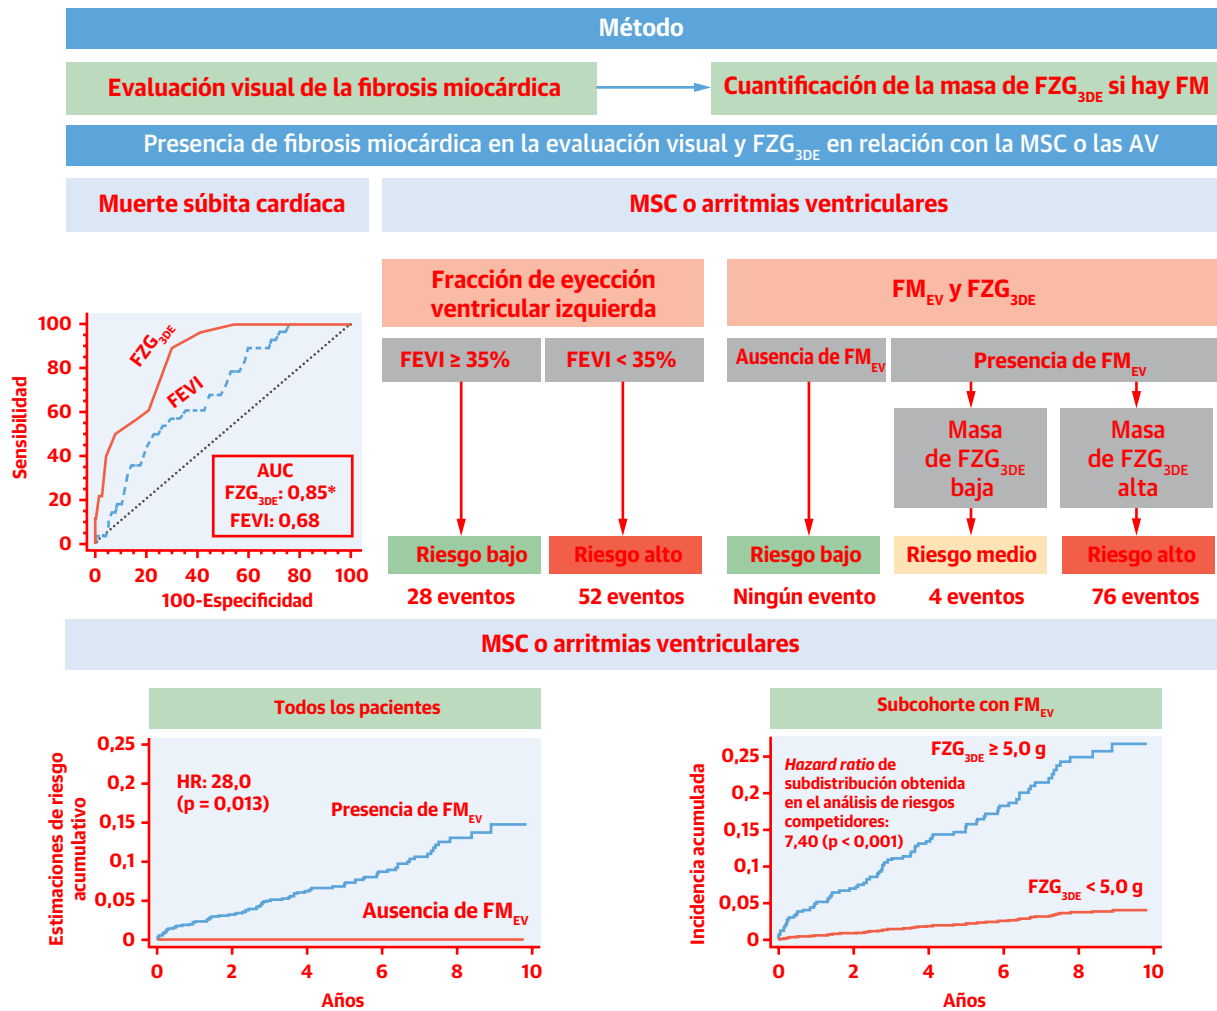 Método
Evaluación visual de la fibrosis miocárdica
Cuantificación de la masa de FZG3DE si hay FM
Presencia de fibrosis miocárdica en la evaluación visual y FZG3DE en relación con la MSC o las AV
Muerte súbita cardíaca
MSC o arritmias ventriculares
Sensibilidad
100
80
60
40
20
0
FZG3DE
FEVI
AUC
FZG3DE: 0,85*
FEVI: 0,68
0 20 40 60 80 100
100-Especificidad
Fracción de eyección
ventricular izquierda
FEVI ≥ 35%
FEVI < 35%
Riesgo bajo
Riesgo alto
28 eventos
52 eventos
FMEV y FZG3DE
Ausencia de FMEV
Presencia de FMEV
Masa
de FZG3DE
baja
Masa
de FZG3DE
alta
Riesgo bajo
Riesgo medio
Riesgo alto
Ningún evento
4 eventos
76 eventos
MSC o arritmias ventriculares
Todos los pacientes
Estimaciones de riesgo
acumulativo
0,25
0,2
0,15
0,1
0,05
0
HR: 28,0
(p = 0,013)
Presencia de FMEV
Ausencia de FMEV
0 2 4 6 8 10
Años
Subcohorte con FMEV
Incidencia acumulada
0,25
0,2
0,15
0,1
0,05
0
FZG3DE ≥ 5,0 g
Hazard ratio de
subdistribución obtenida
en el análisis de riesgos
competidores:
7,40 (p < 0,001)
FZG3DE < 5,0 g
0 2 4 6 8 10
Años